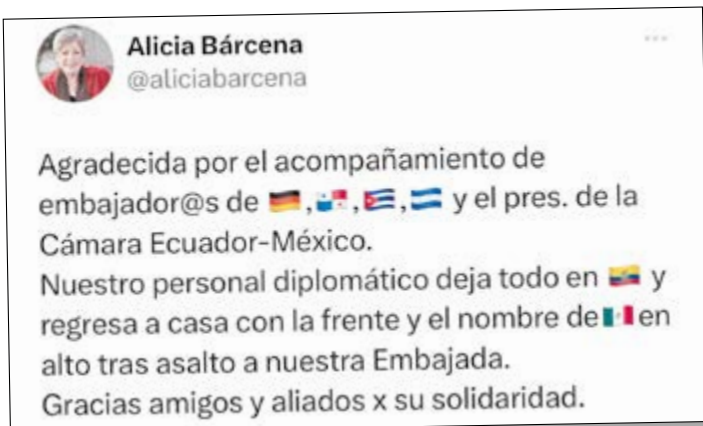 Alicia Bárcena
@aliciabarcena
Agradecida por el acompañamiento de
embajador@s de 🇩🇪,🇵🇦,🇨🇺,🇭🇳 y el pres. de la
Cámara Ecuador-México.
Nuestro personal diplomático deja todo en 🇪🇨 y
regresa a casa con la frente y el nombre de🇲🇽en
alto tras asalto a nuestra Embajada.
Gracias amigos y aliados x su solidaridad.